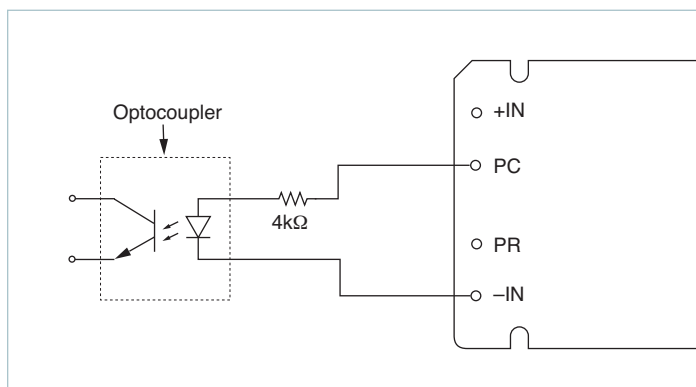 Optocoupler
+IN
PC
4kΩ
PR
–IN